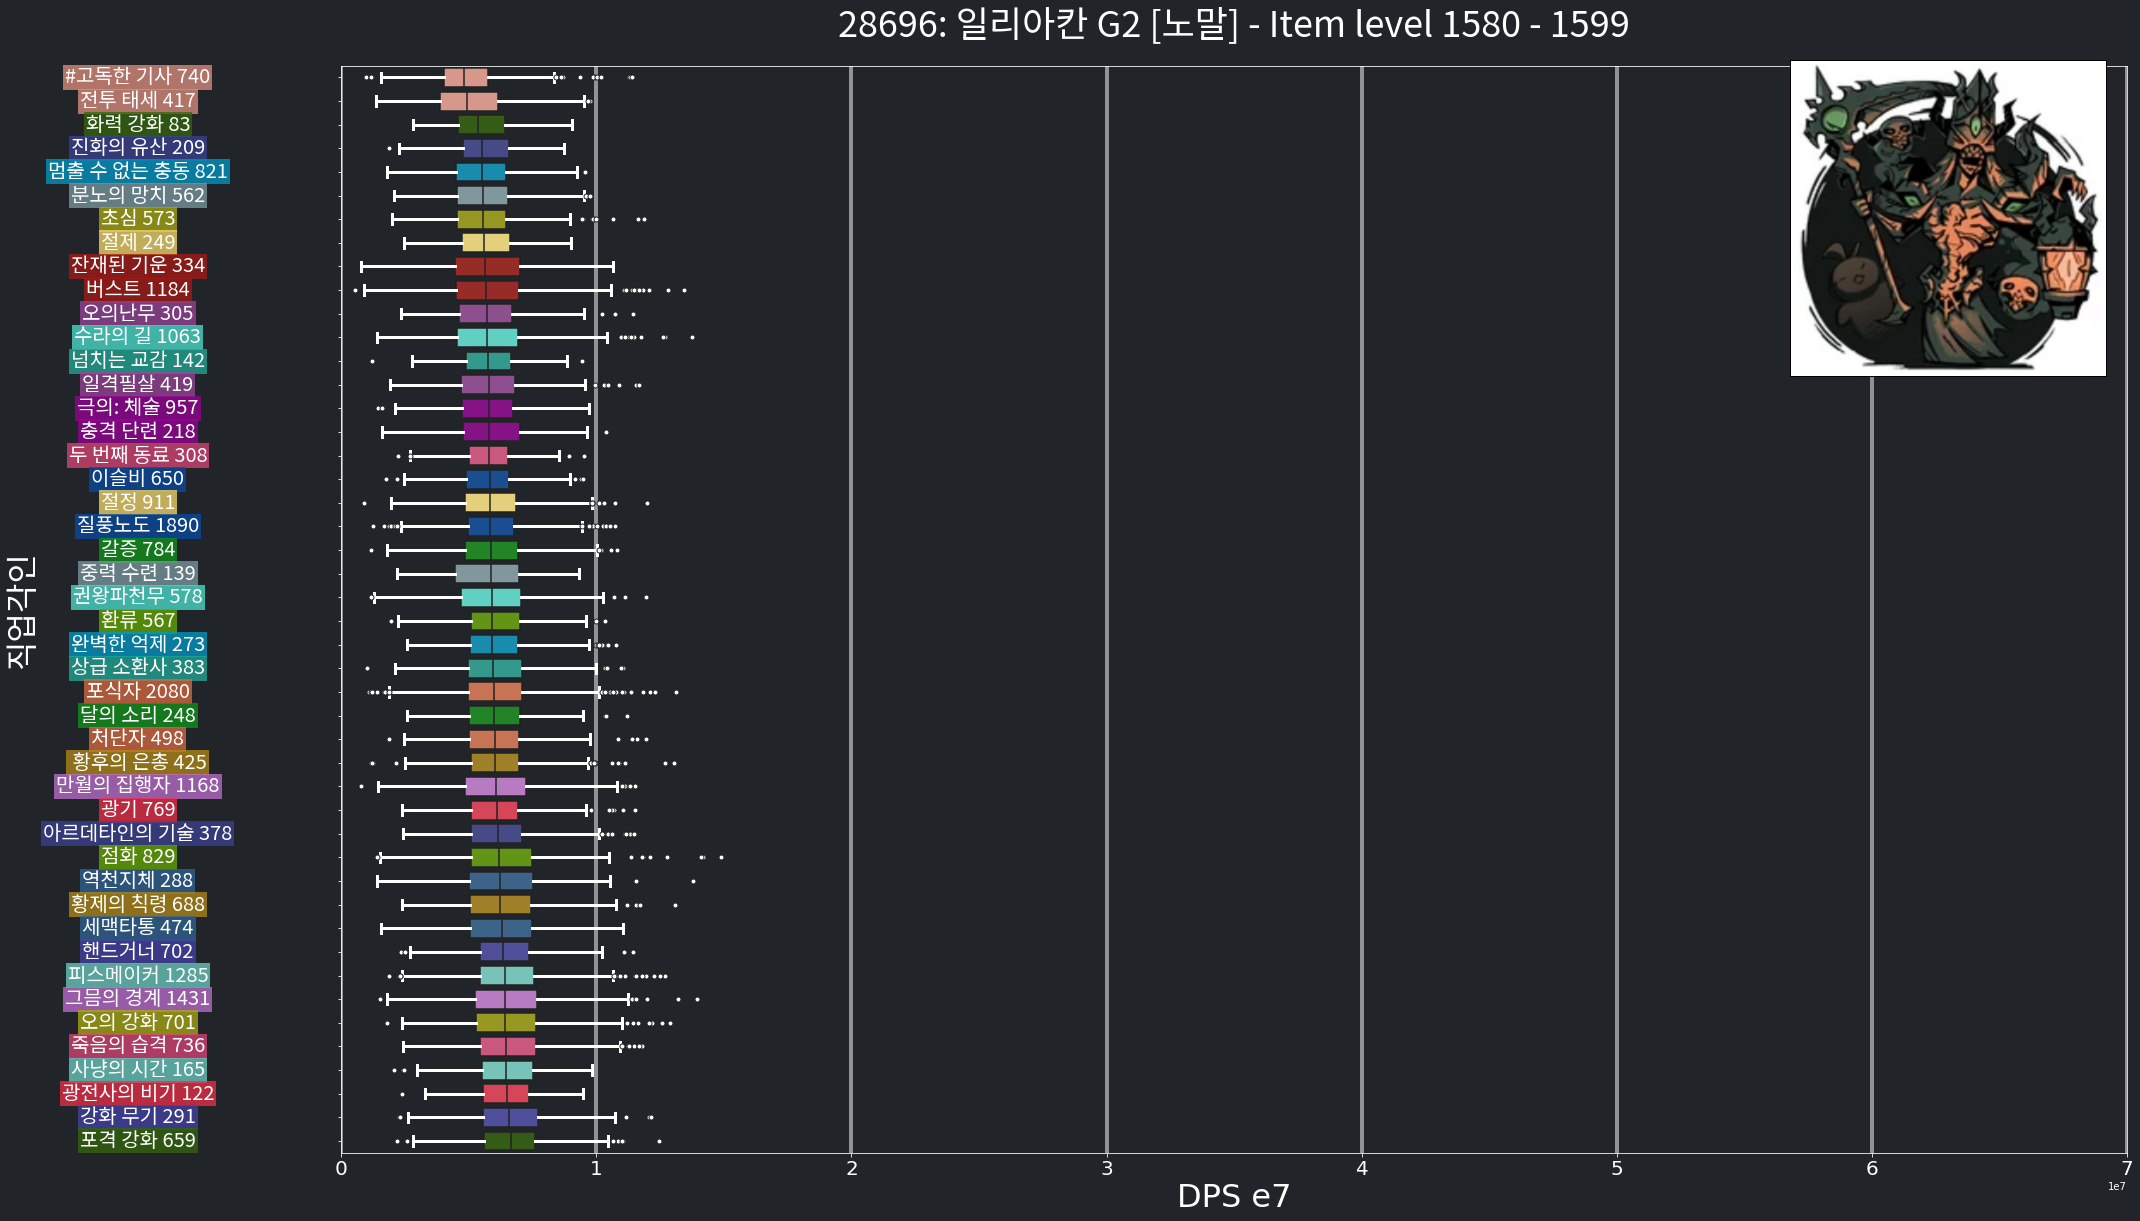 28696: 일리아칸 G2 [노말] - Item level 1580 - 1599
#고독한 기사 740
전투 태세 417
화력 강화 83
진화의 유산 209
멈출 수 없는 충동 821
분노의 망치 562
초심 573
절제 249
잔재된 기운 334
버스트 1184
오의난무 305
수라의 길 1063
넘치는 교감 142
일격필살 419
극의: 체술 957
충격 단련 218
두 번째 동료 308
이슬비 650
절정 911
질풍노도 1890
갈증 784
중력 수련 139
권왕파천무 578
환류 567
완벽한 억제 273
상급 소환사 383
포식자 2080
달의 소리 248
처단자 498
황후의 은총 425
만월의 집행자 1168
광기 769
아르데타인의 기술 378
점화 829
역천지체 288
황제의 칙령 688
세맥타통 474
핸드거너 702
피스메이커 1285
그믐의 경계 1431
오의 강화 701
죽음의 습격 736
사냥의 시간 165
광전사의 비기 122
강화 무기 291
포격 강화 659
직업각인
0 1 2 3 4 5 6 7
1e7
DPS e7